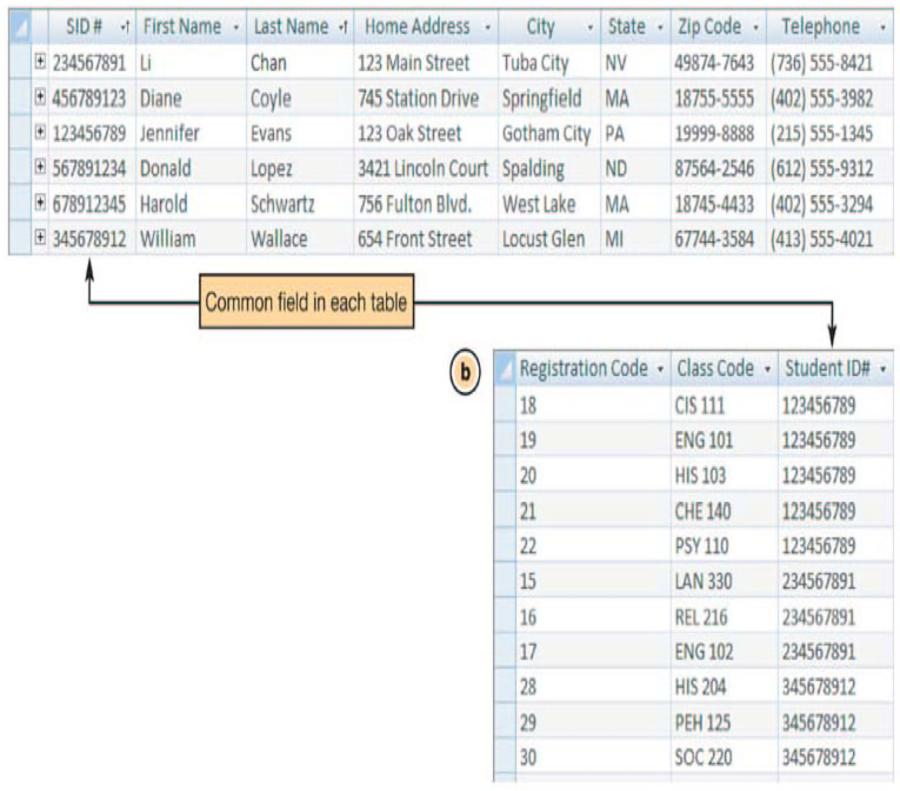 SID # First Name Last Name Home Address City State Zip Code Telephone
234567891 Li Chan 123 Main Street Tuba City NV 49874-7643 (736) 555-8421
456789123 Diane Coyle 745 Station Drive Springfield MA 18755-5555 (402) 555-3982
123456789 Jennifer Evans 123 Oak Street Gotham City PA 19999-8888 (215) 555-1345
567891234 Donald Lopez 3421 Lincoln Court Spalding ND 87564-2546 (612) 555-9312
678912345 Harold Schwartz 756 Fulton Blvd. West Lake MA 18745-4433 (402) 555-3294
345678912 William Wallace 654 Front Street Locust Glen MI 67744-3584 (413) 555-4021
Common field in each table
b
Registration Code Class Code Student ID#
18 CIS 111 123456789
19 ENG 101 123456789
20 HIS 103 123456789
21 CHE 140 123456789
22 PSY 110 123456789
15 LAN 330 234567891
16 REL 216 234567891
17 ENG 102 234567891
28 HIS 204 345678912
29 PEH 125 345678912
30 SOC 220 345678912